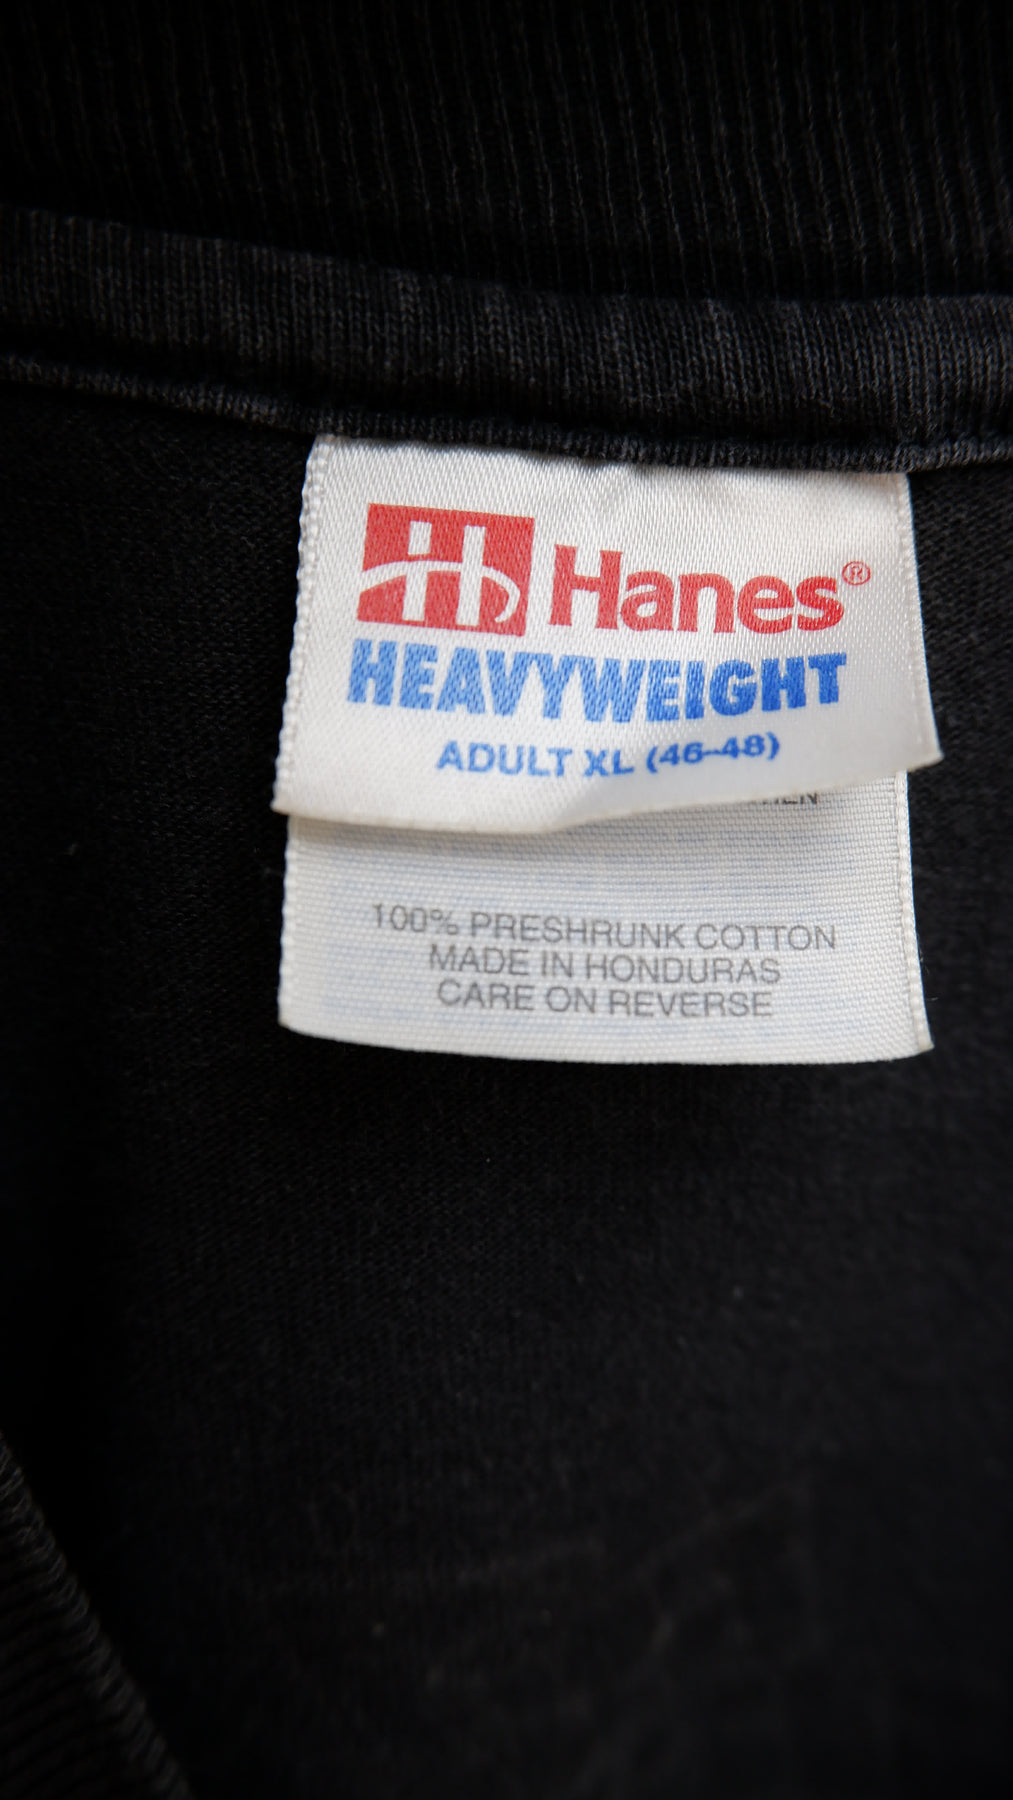 H Hanes®
HEAVYWEIGHT
ADULT XL (46-48)
100% PRESHRUNK COTTON
MADE IN HONDURAS
CARE ON REVERSE